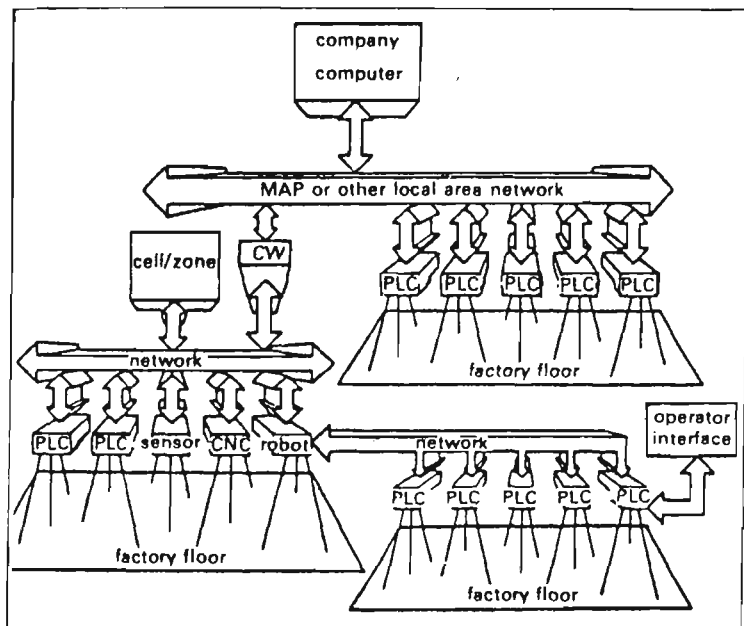 company
computer
MAP or other local area network
cell/zone
CW
PLC PLC PLC PLC PLC
factory floor
network
PLC PLC sensor CNC robot
factory floor
network
operator
interface
PLC PLC PLC PLC PLC
factory floor